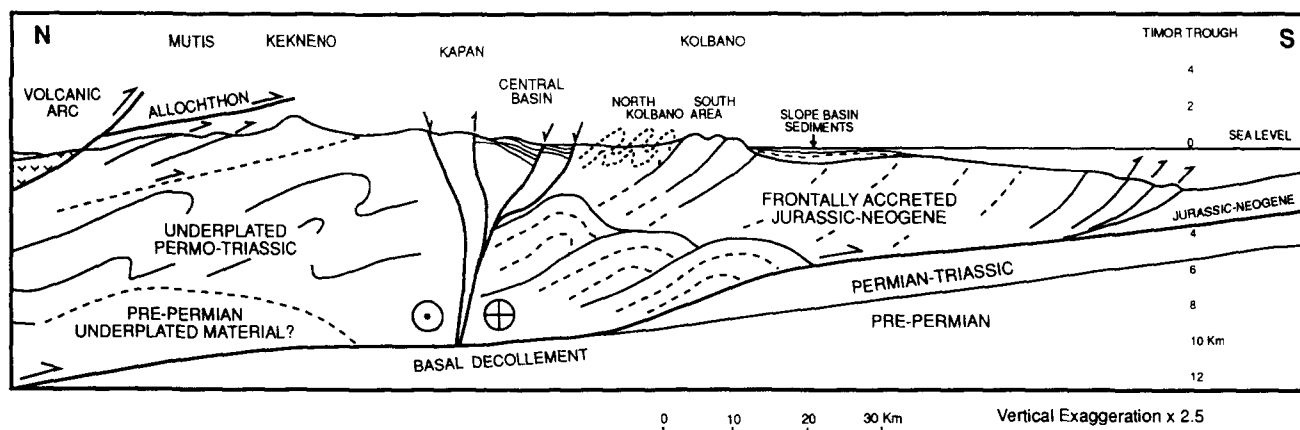 N
MUTIS
KEKNENO
KAPAN
KOLBANO
TIMOR TROUGH
S
VOLCANIC
ARC
ALLOCHTHON
CENTRAL
BASIN
NORTH
SOUTH
KOLBANO
AREA
SLOPE BASIN
SEDIMENTS
4
2
0
SEA LEVEL
UNDERPLATED
PERMO-TRIASSIC
FRONTALLY ACCRETED
JURASSIC-NEOGENE
JURASSIC-NEOGENE
4
PERMIAN-TRIASSIC
6
PRE-PERMIAN
UNDERPLATED MATERIAL?
PRE-PERMIAN
8
BASAL DECOLLEMENT
10 Km
12
0 10 20 30 Km
Vertical Exaggeration x 2.5